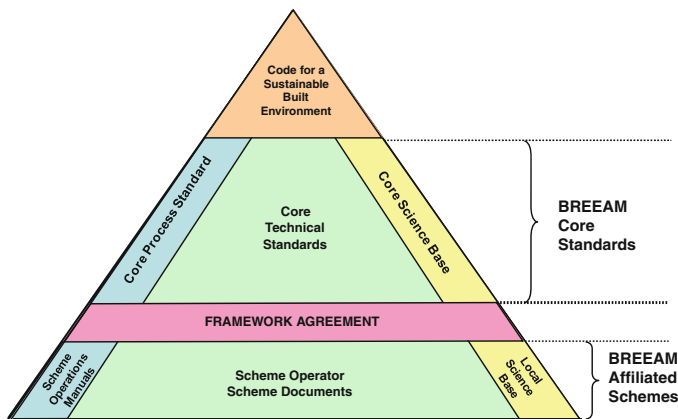 Code for a
Sustainable
Built
Environment
Core Process Standard
Core
Technical
Standards
Core Science Base
BREEAM
Core
Standards
FRAMEWORK AGREEMENT
Scheme
Operations
Manuals
Scheme Operator
Scheme Documents
Local
Science
Base
BREEAM
Affiliated
Schemes